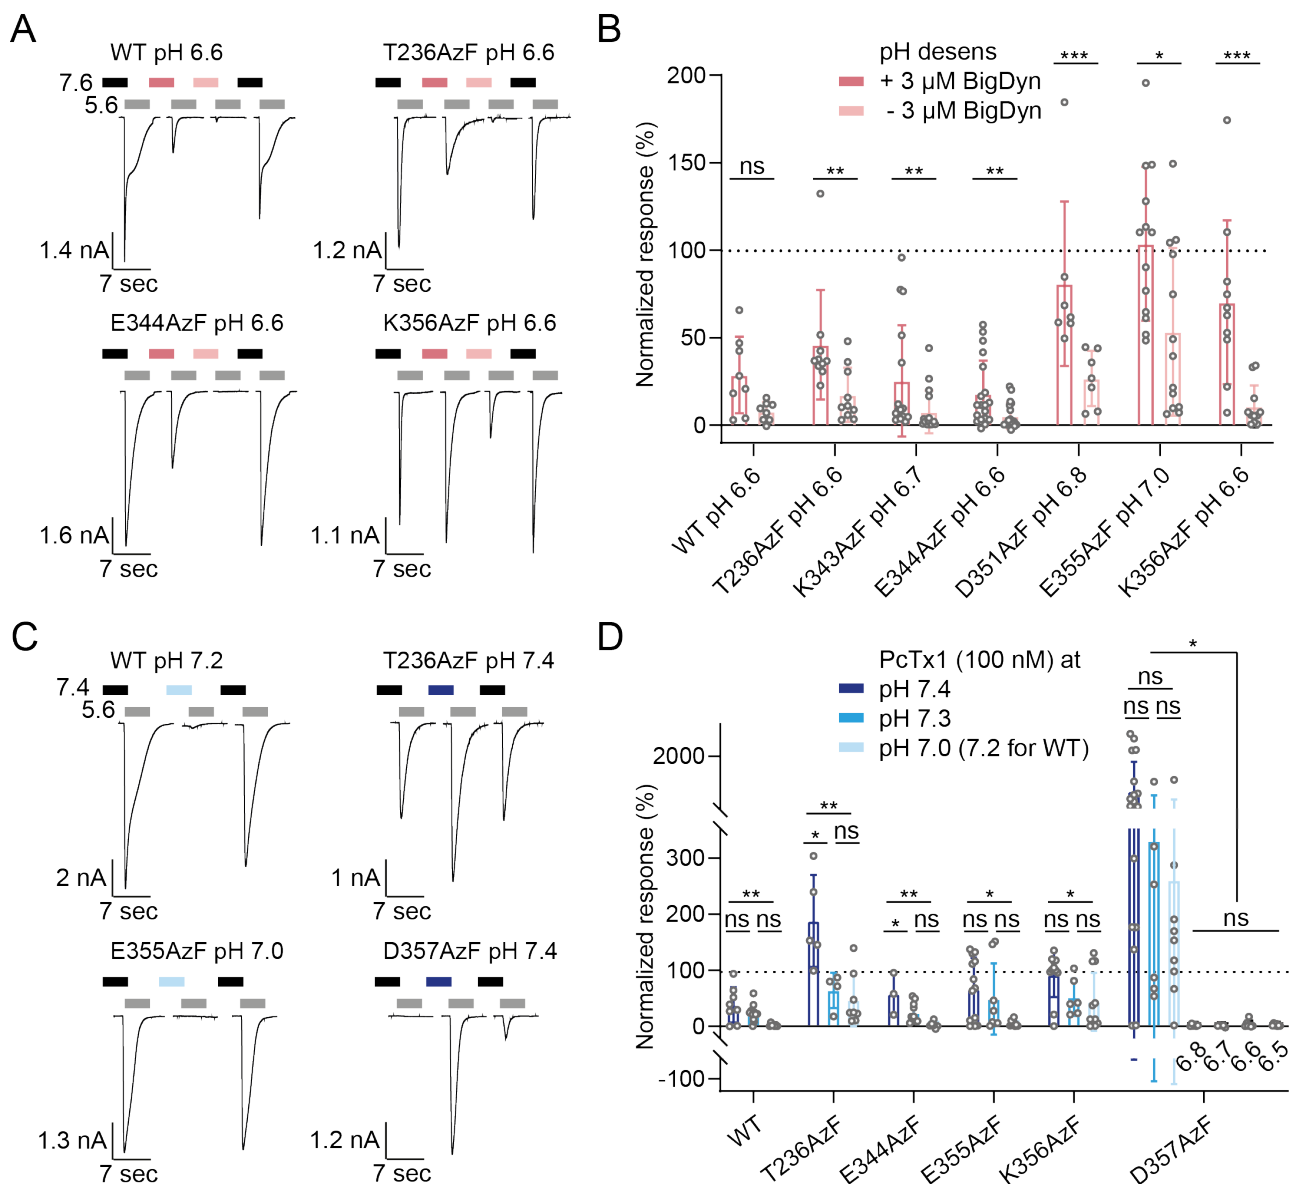 A
WT pH 6.6
7.6
5.6
1.4 nA
7 sec
T236AzF pH 6.6
1.2 nA
7 sec
E344AzF pH 6.6
1.6 nA
7 sec
K356AzF pH 6.6
1.1 nA
7 sec
B
pH desens
+ 3 µM BigDyn
- 3 µM BigDyn
Normalized response (%)
200
150
100
50
0
ns
**
**
**
***
*
***
WT pH 6.6
T236AzF pH 6.6
K343AzF pH 6.7
E344AzF pH 6.6
D351AzF pH 6.8
E355AzF pH 7.0
K356AzF pH 6.6
C
WT pH 7.2
7.4
5.6
2 nA
7 sec
T236AzF pH 7.4
1 nA
7 sec
E355AzF pH 7.0
1.3 nA
7 sec
D357AzF pH 7.4
1.2 nA
7 sec
D
PcTx1 (100 nM) at
pH 7.4
pH 7.3
pH 7.0 (7.2 for WT)
Normalized response (%)
2000
300
200
100
0
-100
**
ns ns
**
* ns
**
* ns
*
ns ns
*
ns ns
*
ns
ns ns
ns
6.8
6.7
6.6
6.5
WT
T236AzF
E344AzF
E355AzF
K356AzF
D357AzF